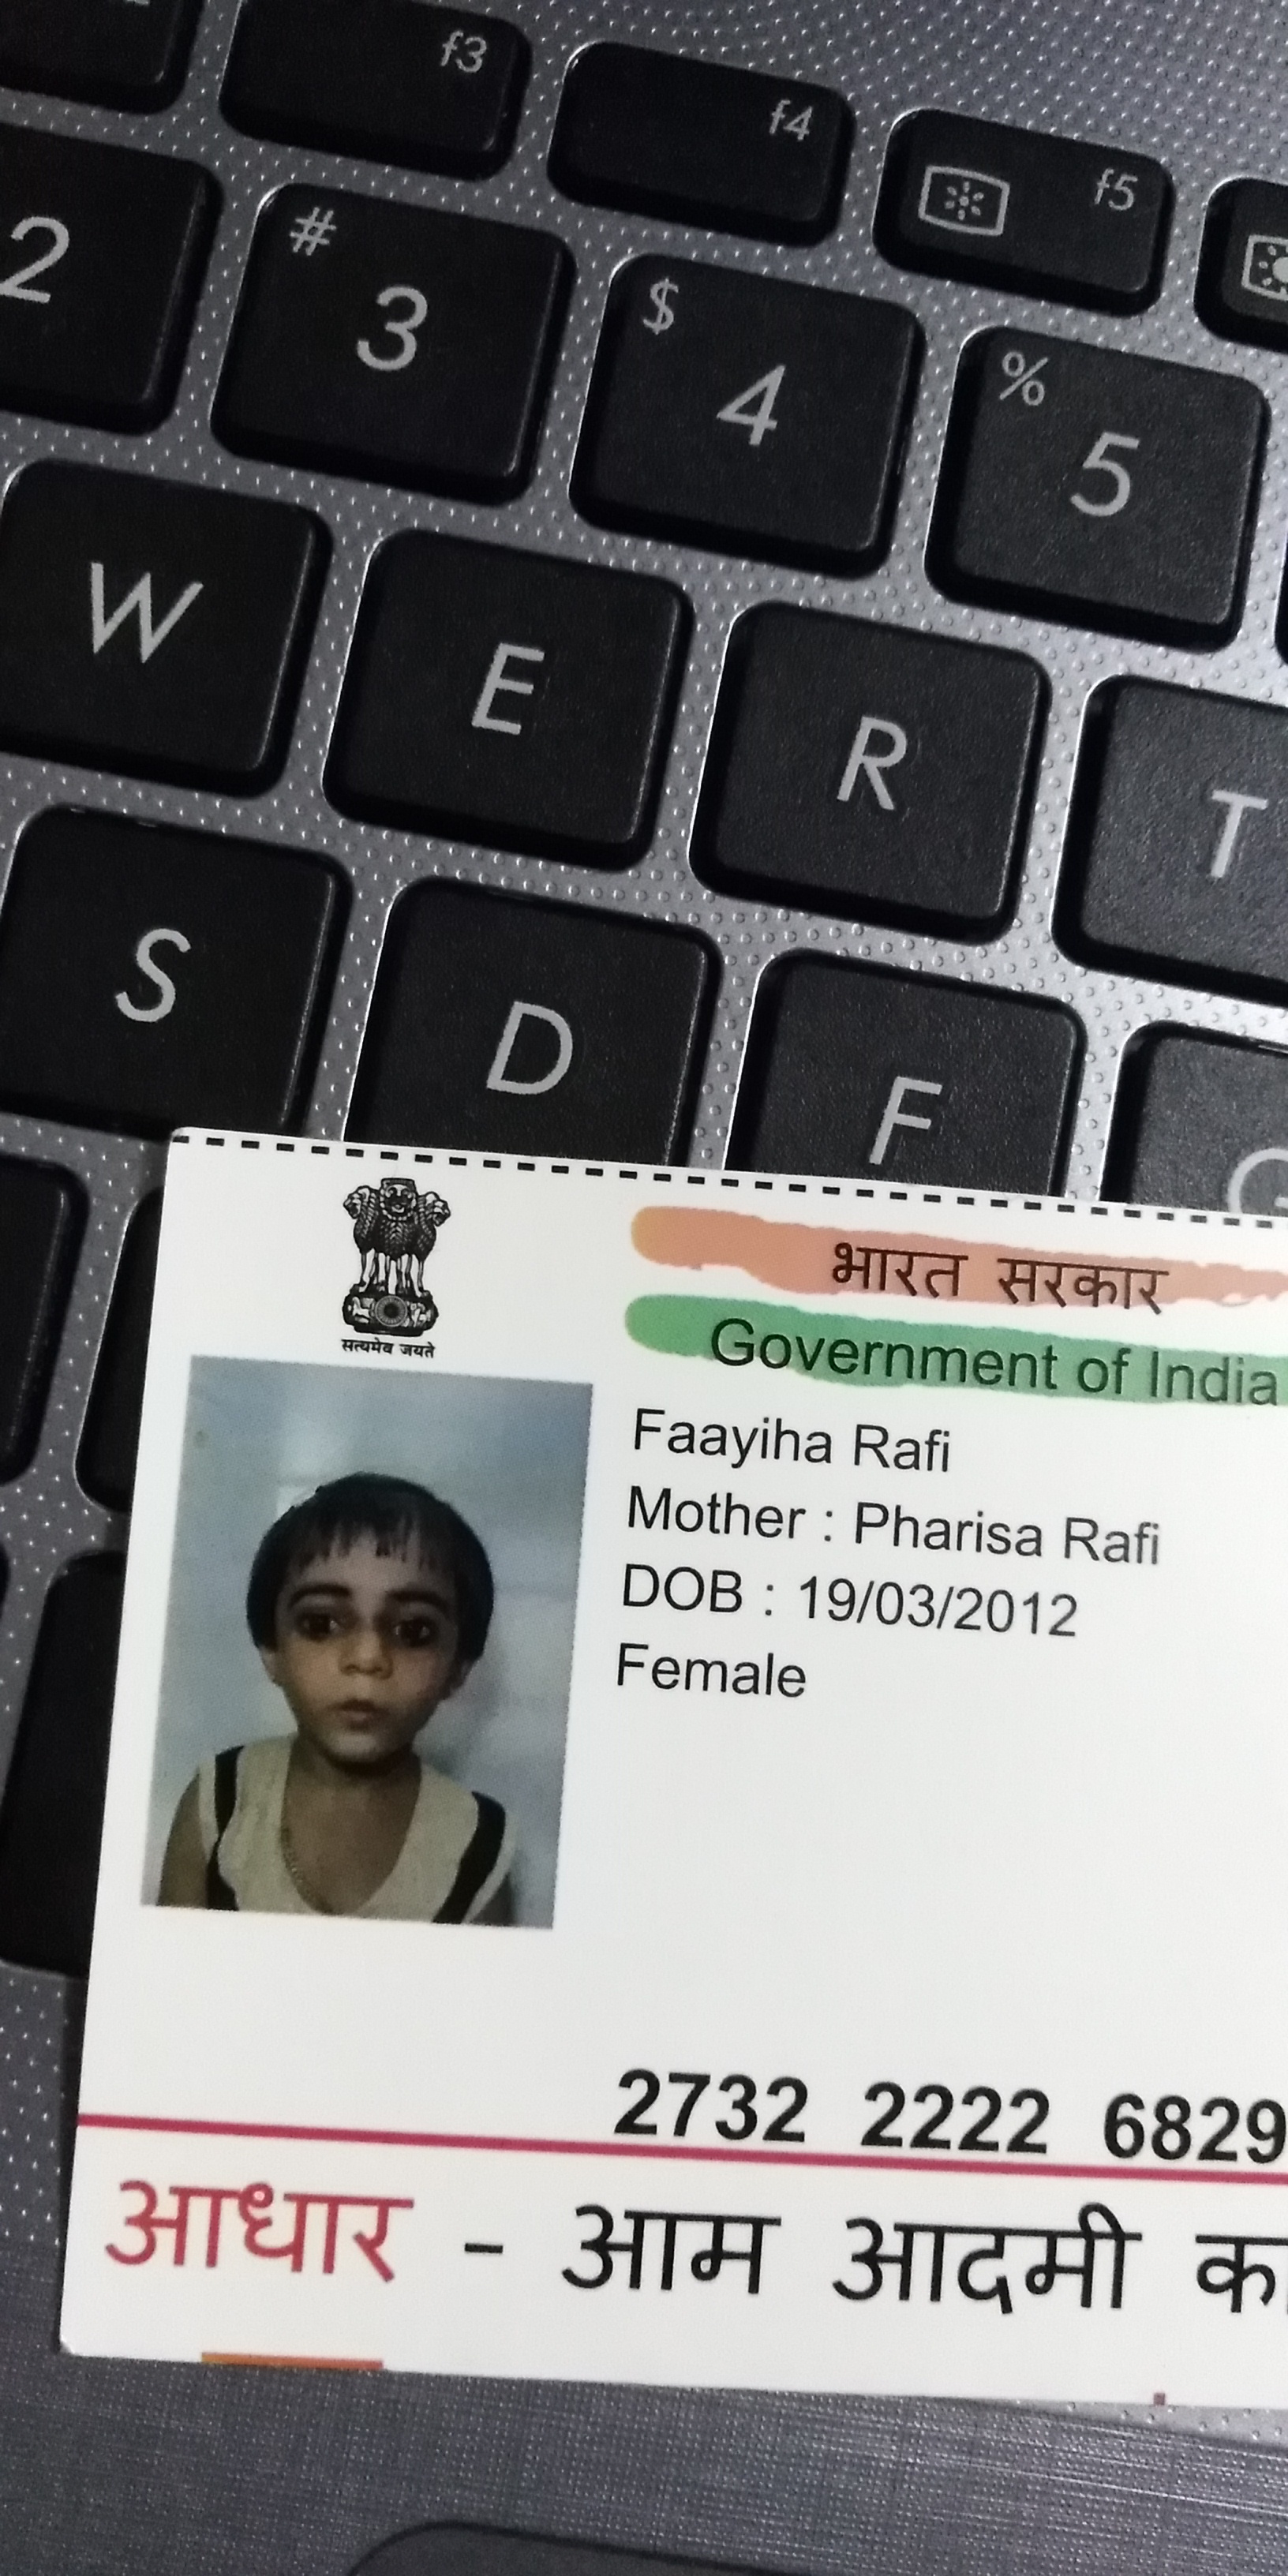 f3
f4
f5
2
# 3
$ 4
% 5
W E R T
S D F G
सत्यमेव जयते
भारत सरकार
Government of India
Faayiha Rafi
Mother : Pharisa Rafi
DOB : 19/03/2012
Female
2732 2222 6829
आधार - आम आदमी